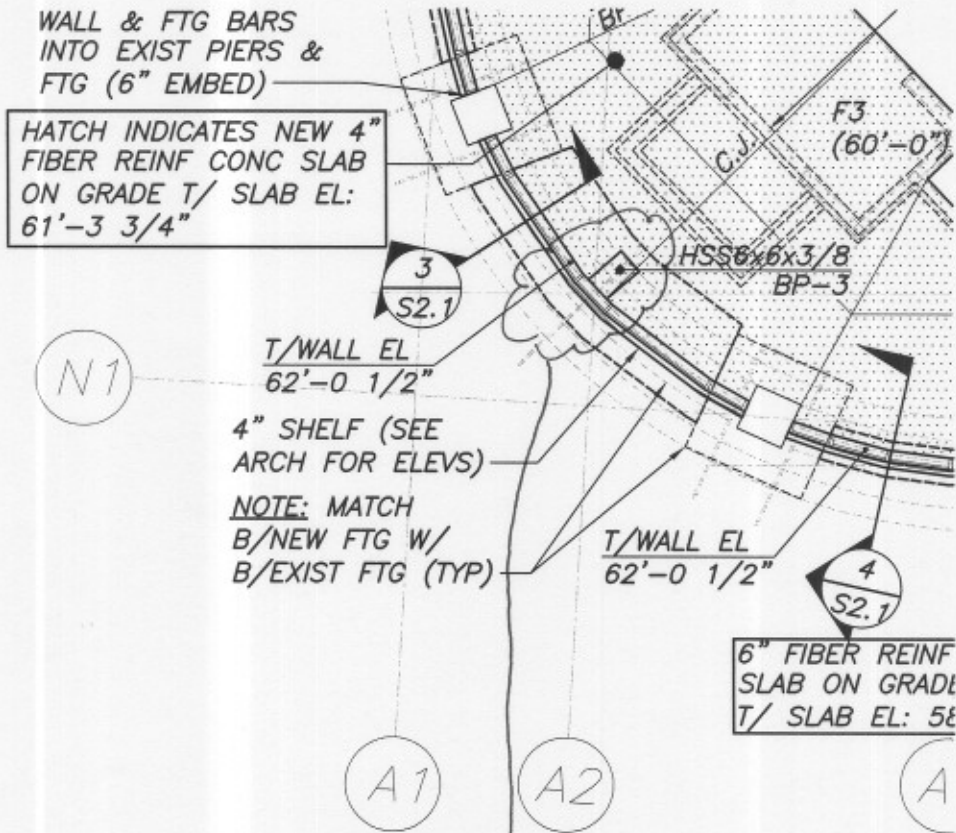 WALL & FTG BARS
INTO EXIST PIERS &
FTG (6" EMBED)
HATCH INDICATES NEW 4"
FIBER REINF CONC SLAB
ON GRADE T/ SLAB EL:
61'-3 3/4"
C.J.
F3
(60'-0")
3
S2.1
HSS6x6x3/8
BP-3
N1
T/WALL EL
62'-0 1/2"
4" SHELF (SEE
ARCH FOR ELEVS)
NOTE: MATCH
B/NEW FTG W/
B/EXIST FTG (TYP)
T/WALL EL
62'-0 1/2"
4
S2.1
6" FIBER REINF
SLAB ON GRADE
T/ SLAB EL: 58
A1
A2
A